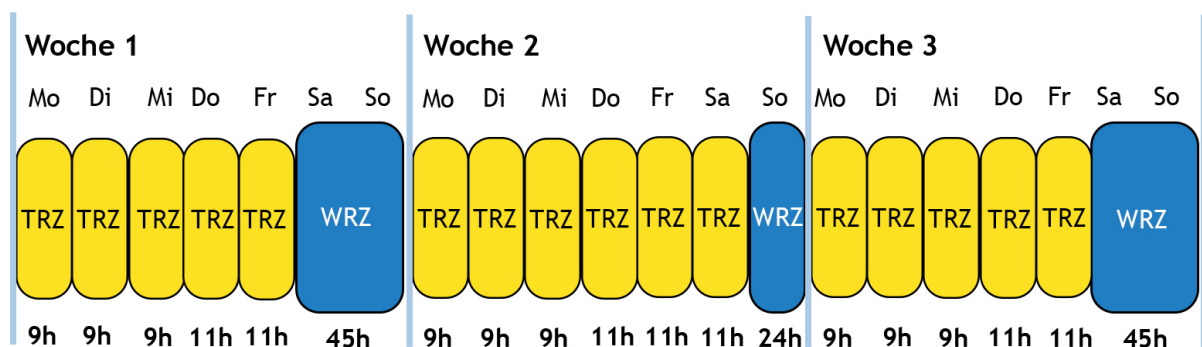 Woche 1 Woche 2 Woche 3
Mo Di Mi Do Fr Sa So Mo Di Mi Do Fr Sa So Mo Di Mi Do Fr Sa So
TRZ TRZ TRZ TRZ TRZ WRZ TRZ TRZ TRZ TRZ TRZ TRZ WRZ TRZ TRZ TRZ TRZ TRZ WRZ
9h 9h 9h 11h 11h 45h 9h 9h 9h 11h 11h 11h 24h 9h 9h 9h 11h 11h 45h